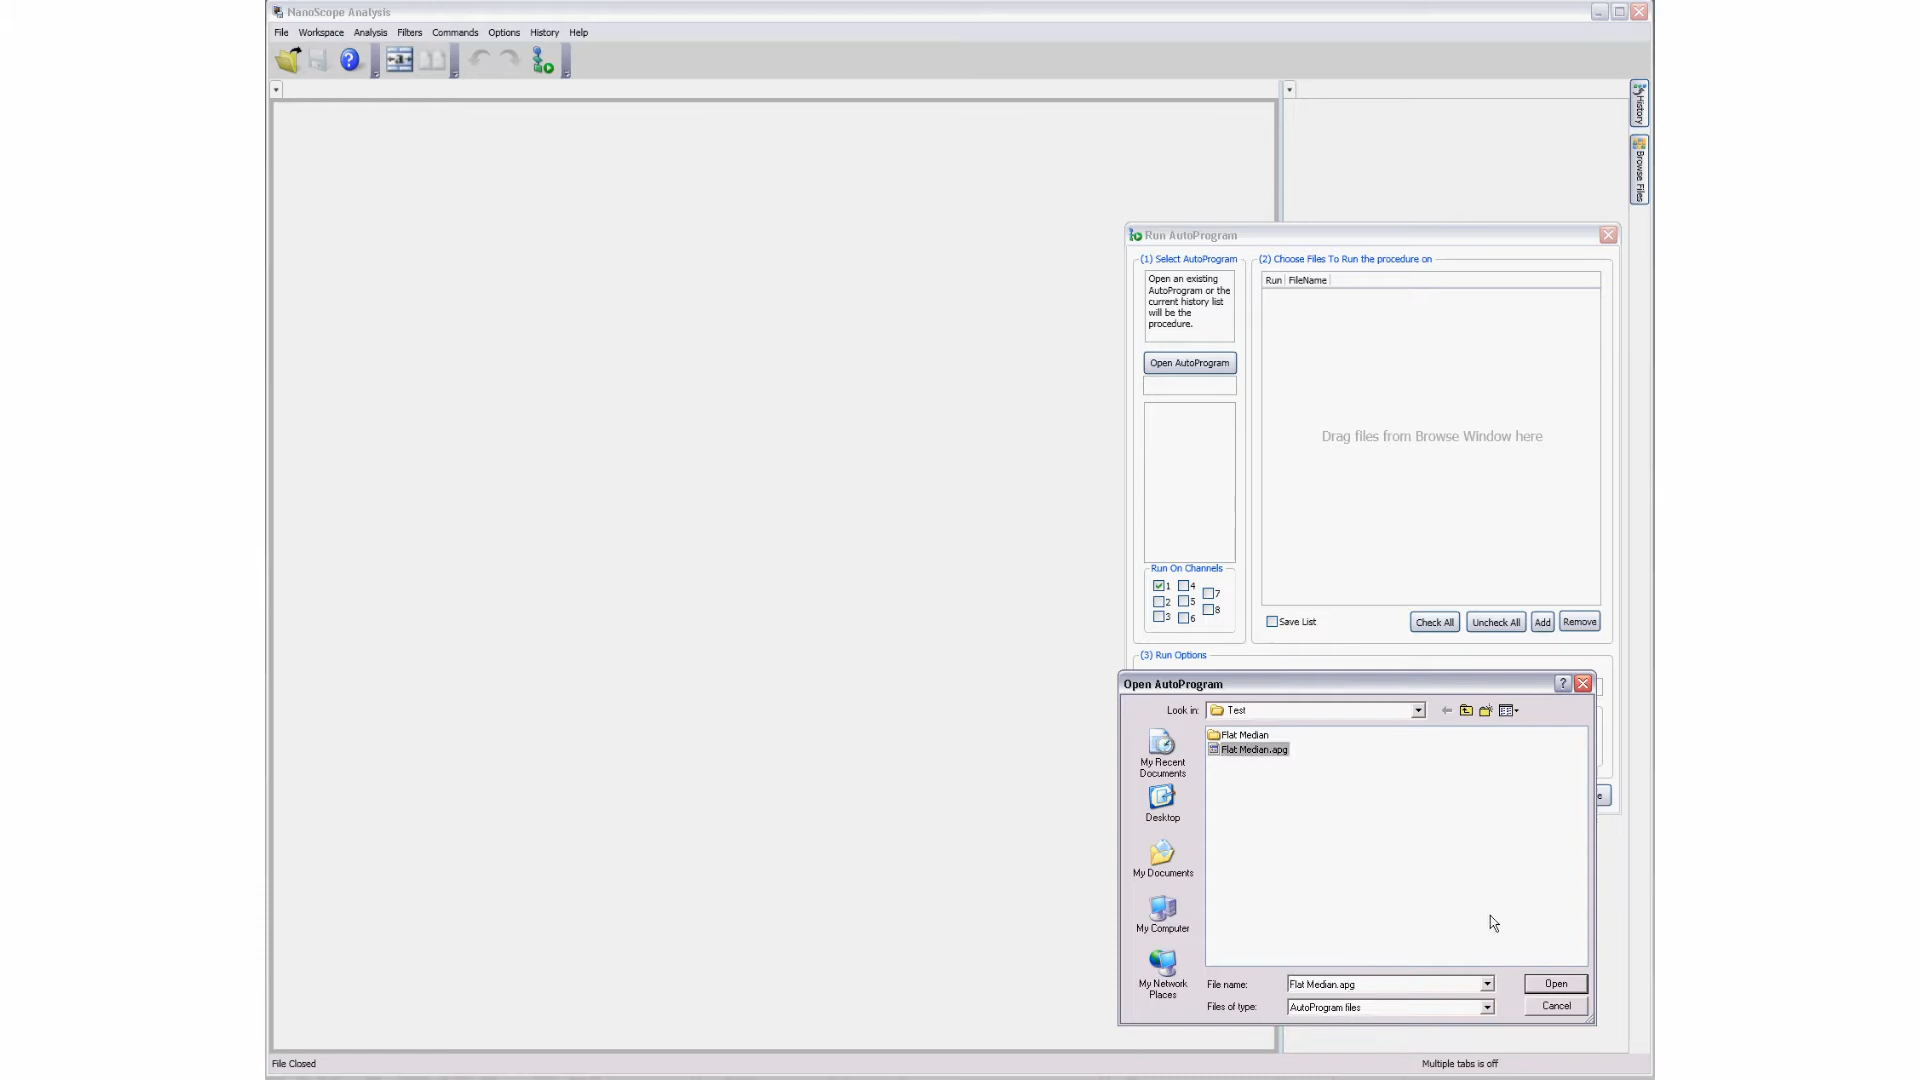 NanoScope Analysis
File Workspace Analysis Filters Commands Options History Help
History
Browse Files
Run AutoProgram
(1) Select AutoProgram
Open an existing
AutoProgram or the
current history list
will be the
procedure.
Open AutoProgram
Run On Channels
1 4 7
2 5 8
3 6
(2) Choose Files To Run the procedure on
Run FileName
Drag files from Browse Window here
Save List Check All Uncheck All Add Remove
(3) Run Options
Open AutoProgram
Look in: Test
My Recent
Documents
Desktop
My Documents
My Computer
My Network
Places
Flat Median
Flat Median.apg
File name: Flat Median.apg Open
Files of type: AutoProgram files Cancel
File Closed
Multiple tabs is off